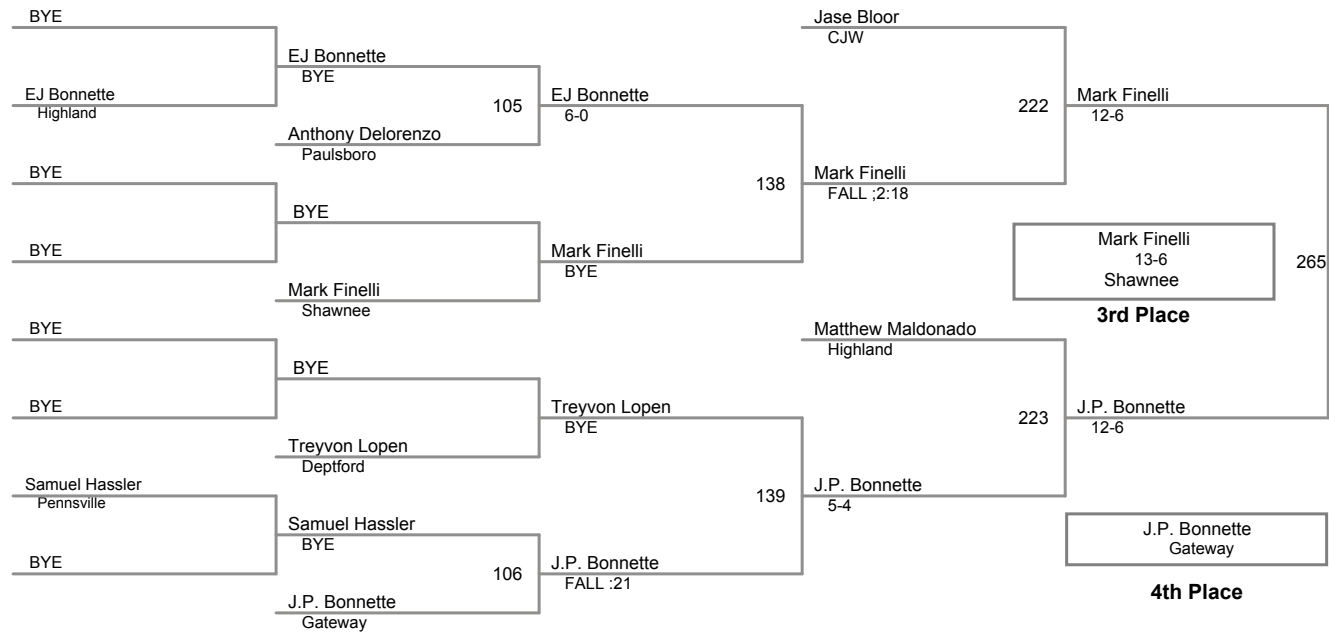 BYE
EJ Bonnette
Highland
BYE
BYE
BYE
BYE
Samuel Hassler
Pennsville
BYE
EJ Bonnette
BYE
Anthony Delorenzo
Paulsboro
BYE
Mark Finelli
Shawnee
BYE
Treyvon Lopen
Deptford
Samuel Hassler
BYE
J.P. Bonnette
Gateway
105
106
EJ Bonnette
6-0
Mark Finelli
BYE
Treyvon Lopen
BYE
J.P. Bonnette
FALL :21
138
139
Jase Bloor
CJW
Mark Finelli
FALL ;2:18
Matthew Maldonado
Highland
J.P. Bonnette
5-4
222
223
Mark Finelli
12-6
J.P. Bonnette
12-6
265
Mark Finelli
13-6
Shawnee
3rd Place
J.P. Bonnette
Gateway
4th Place